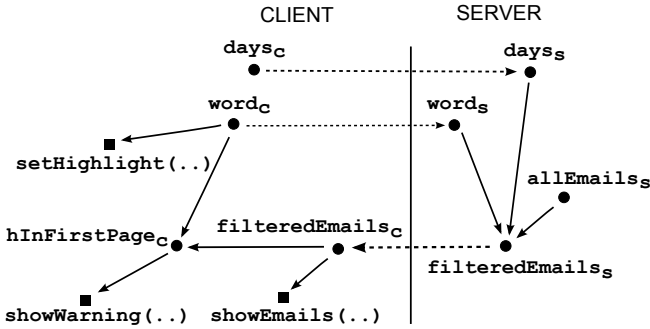 CLIENT SERVER
daysc dayss
wordc words
setHighlight(..)
allEmailss
filteredEmailsc
hInFirstPagec
filteredEmailss
showWarning(..) showEmails(..)